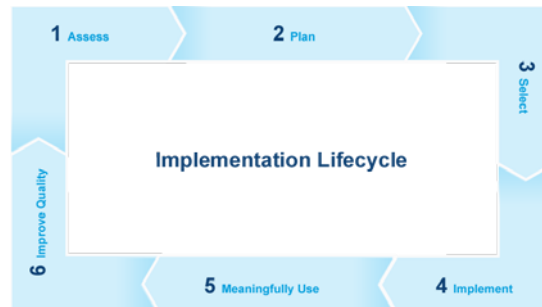 1 Assess
2 Plan
3 Select
Implementation Lifecycle
4 Implement
5 Meaningfully Use
6 Improve Quality